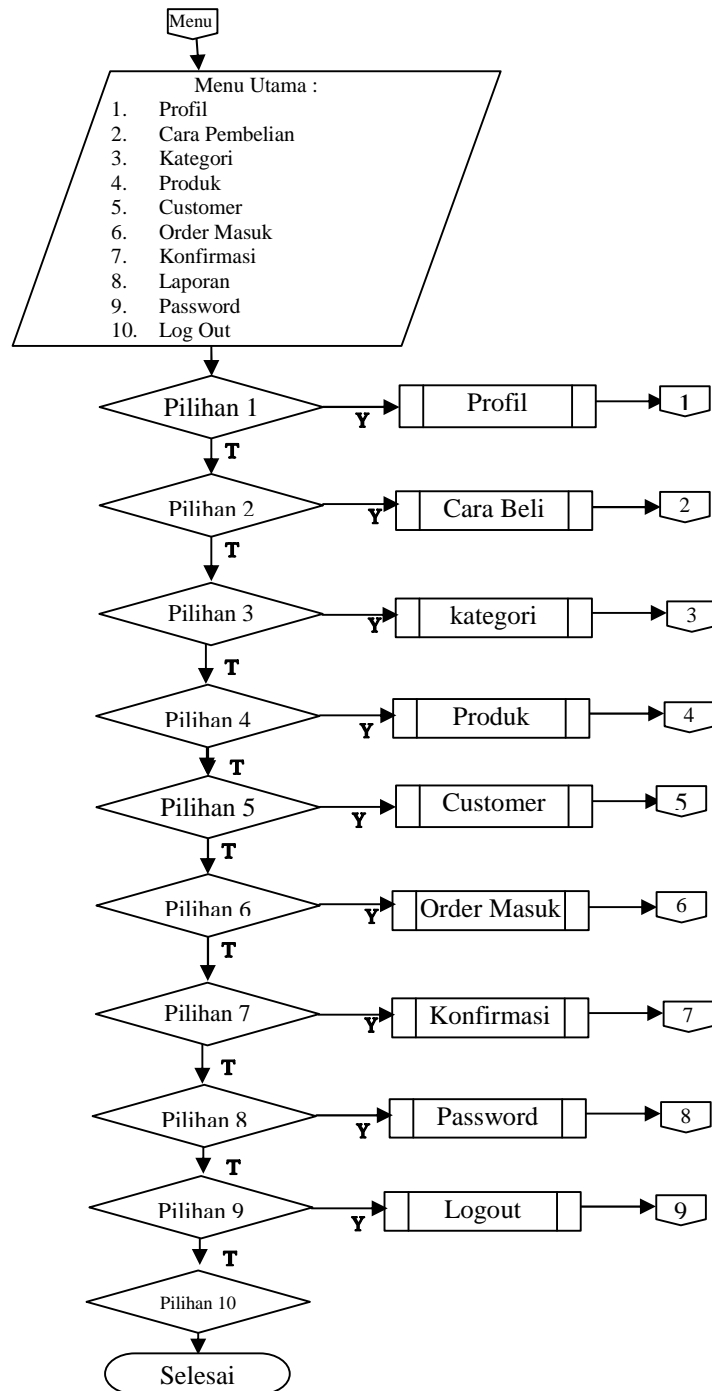 Menu
Menu Utama :
1. Profil
2. Cara Pembelian
3. Kategori
4. Produk
5. Customer
6. Order Masuk
7. Konfirmasi
8. Laporan
9. Password
10. Log Out
Pilihan 1
Y
Profil
1
T
Pilihan 2
Y
Cara Beli
2
T
Pilihan 3
Y
kategori
3
T
Pilihan 4
Y
Produk
4
T
Pilihan 5
Y
Customer
5
T
Pilihan 6
Y
Order Masuk
6
T
Pilihan 7
Y
Konfirmasi
7
T
Pilihan 8
Y
Password
8
T
Pilihan 9
Y
Logout
9
T
Pilihan 10
Selesai